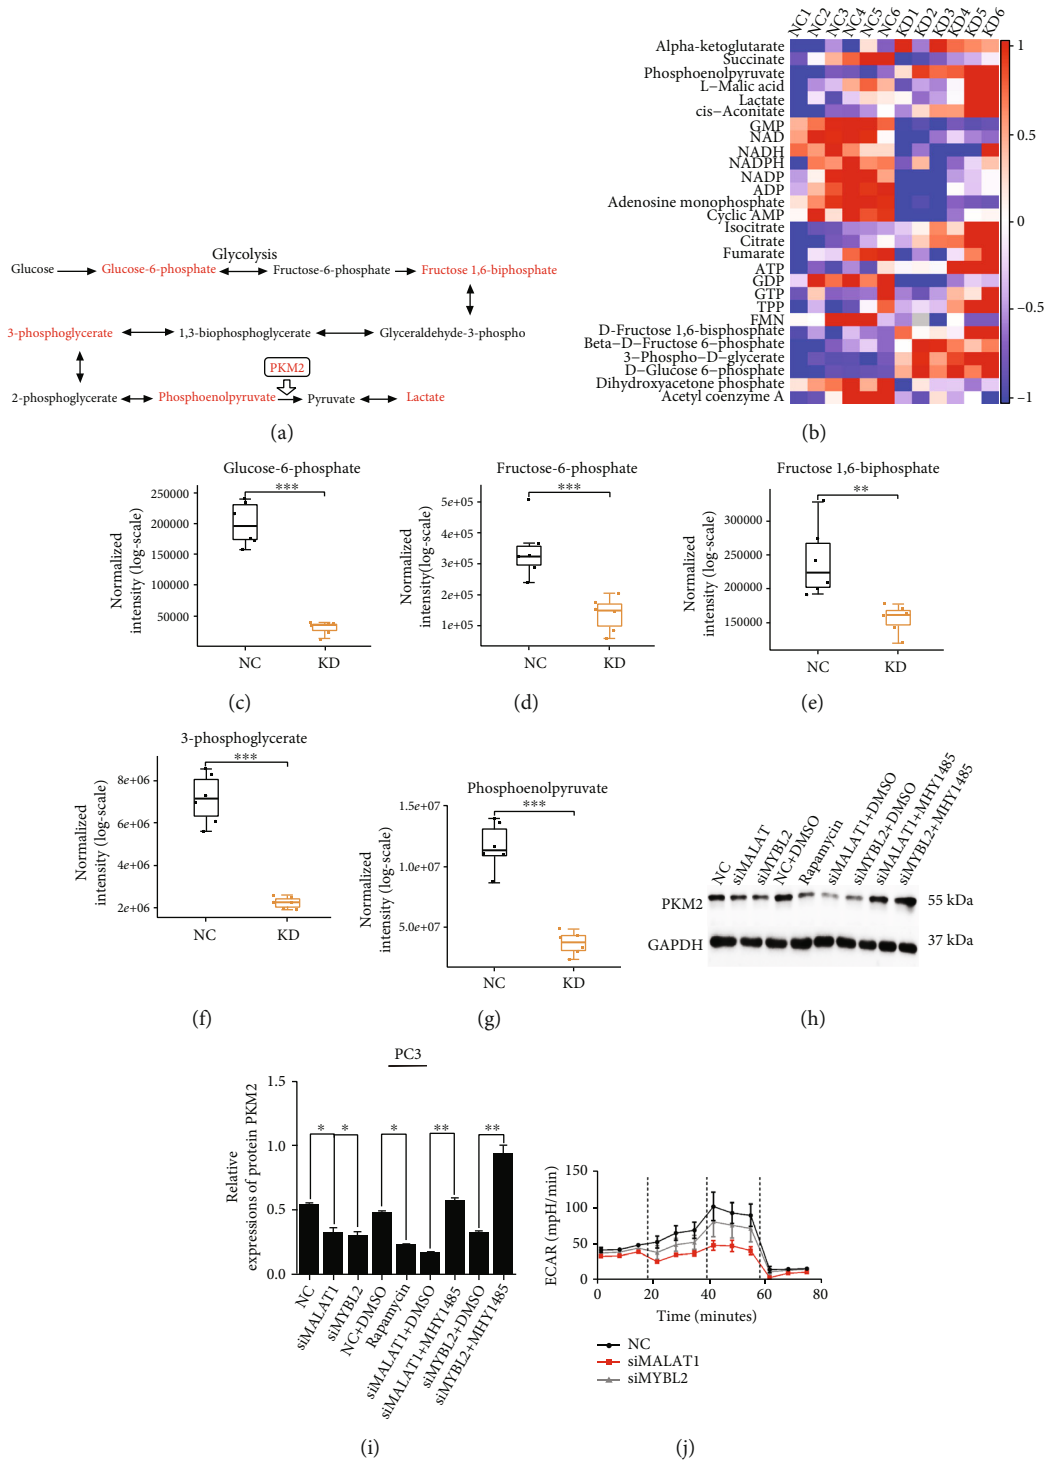 Glycolysis
Glucose Glucose-6-phosphate Fructose-6-phosphate Fructose 1,6-biphosphate
3-phosphoglycerate 1,3-biophosphoglycerate Glyceraldehyde-3-phospho
PKM2
2-phosphoglycerate Phosphoenolpyruvate Pyruvate Lactate
(a)
NC1 NC2 NC3 NC4 NC5 NC6 KD1 KD2 KD3 KD4 KD5 KD6
Alpha-ketoglutarate
Succinate
Phosphoenolpyruvate
L−Malic acid
Lactate
cis−Aconitate
GMP
NAD
NADH
NADPH
NADP
ADP
Adenosine monophosphate
Cyclic AMP
Isocitrate
Citrate
Fumarate
ATP
GDP
GTP
TPP
FMN
D-Fructose 1,6-bisphosphate
Beta−D−Fructose 6−phosphate
3−Phospho−D−glycerate
D−Glucose 6−phosphate
Dihydroxyacetone phosphate
Acetyl coenzyme A
1
0.5
0
−0.5
−1
(b)
Glucose-6-phosphate
***
250000
200000
150000
100000
50000
Normalized
intensity (log-scale)
NC KD
(c)
Fructose-6-phosphate
***
5e+05
4e+05
3e+05
2e+05
1e+05
Normalized
intensity(log-scale)
NC KD
(d)
Fructose 1,6-biphosphate
**
300000
250000
200000
150000
Normalized
intensity (log-scale)
NC KD
(e)
3-phosphoglycerate
***
8e+06
6e+06
4e+06
2e+06
Normalized
intensity (log-scale)
NC KD
(f)
Phosphoenolpyruvate
***
1.5e+07
1.0e+07
5.0e+07
Normalized
intensity (log-scale)
NC KD
(g)
NC
siMALAT
siMYBL2
NC+DMSO
Rapamycin
siMALAT1+DMSO
siMYBL2+DMSO
siMALAT1+MHY1485
siMYBL2+MHY1485
PKM2 55 kDa
GAPDH 37 kDa
(h)
PC3
1.5
1.0
0.5
0.0
Relative
expressions of protein PKM2
* * * ** **
NC
siMALAT1
siMYBL2
NC+DMSO
Rapamycin
siMALAT1+DMSO
siMALAT1+MHY1485
siMYBL2+DMSO
siMYBL2+MHY1485
(i)
150
100
50
0
ECAR (mpH/min)
0 20 40 60 80
Time (minutes)
NC
siMALAT1
siMYBL2
(j)